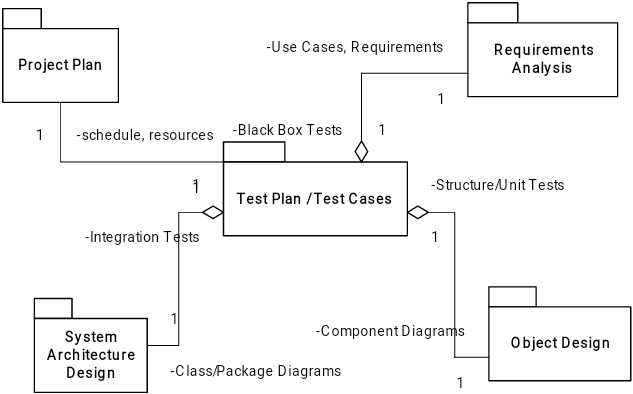 Project Plan
-Use Cases, Requirements
Requirements
Analysis
1
1
-schedule, resources
-Black Box Tests
1
1
1
Test Plan /Test Cases
-Structure/Unit Tests
-Integration Tests
1
1
System
Architecture
Design
-Component Diagrams
Object Design
-Class/Package Diagrams
1